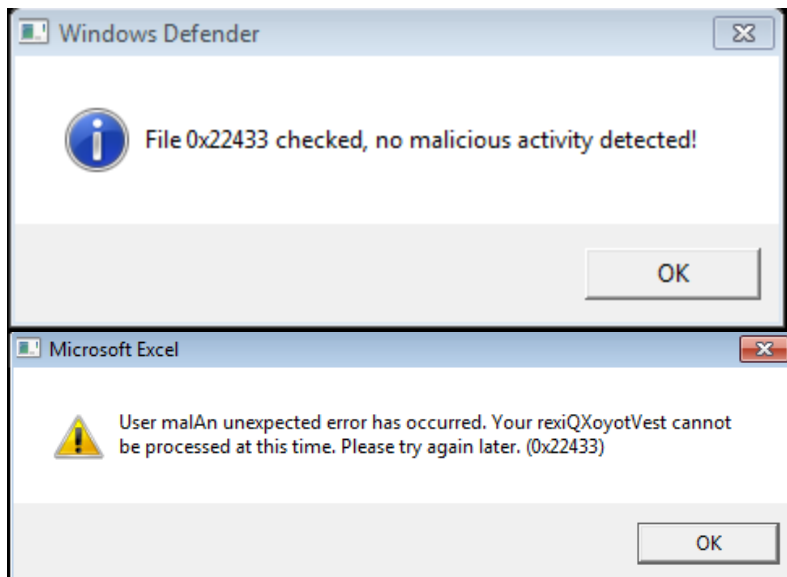 Windows Defender
File 0x22433 checked, no malicious activity detected!
OK
Microsoft Excel
User malAn unexpected error has occurred. Your rexiQXoyotVest cannot
be processed at this time. Please try again later. (0x22433)
OK